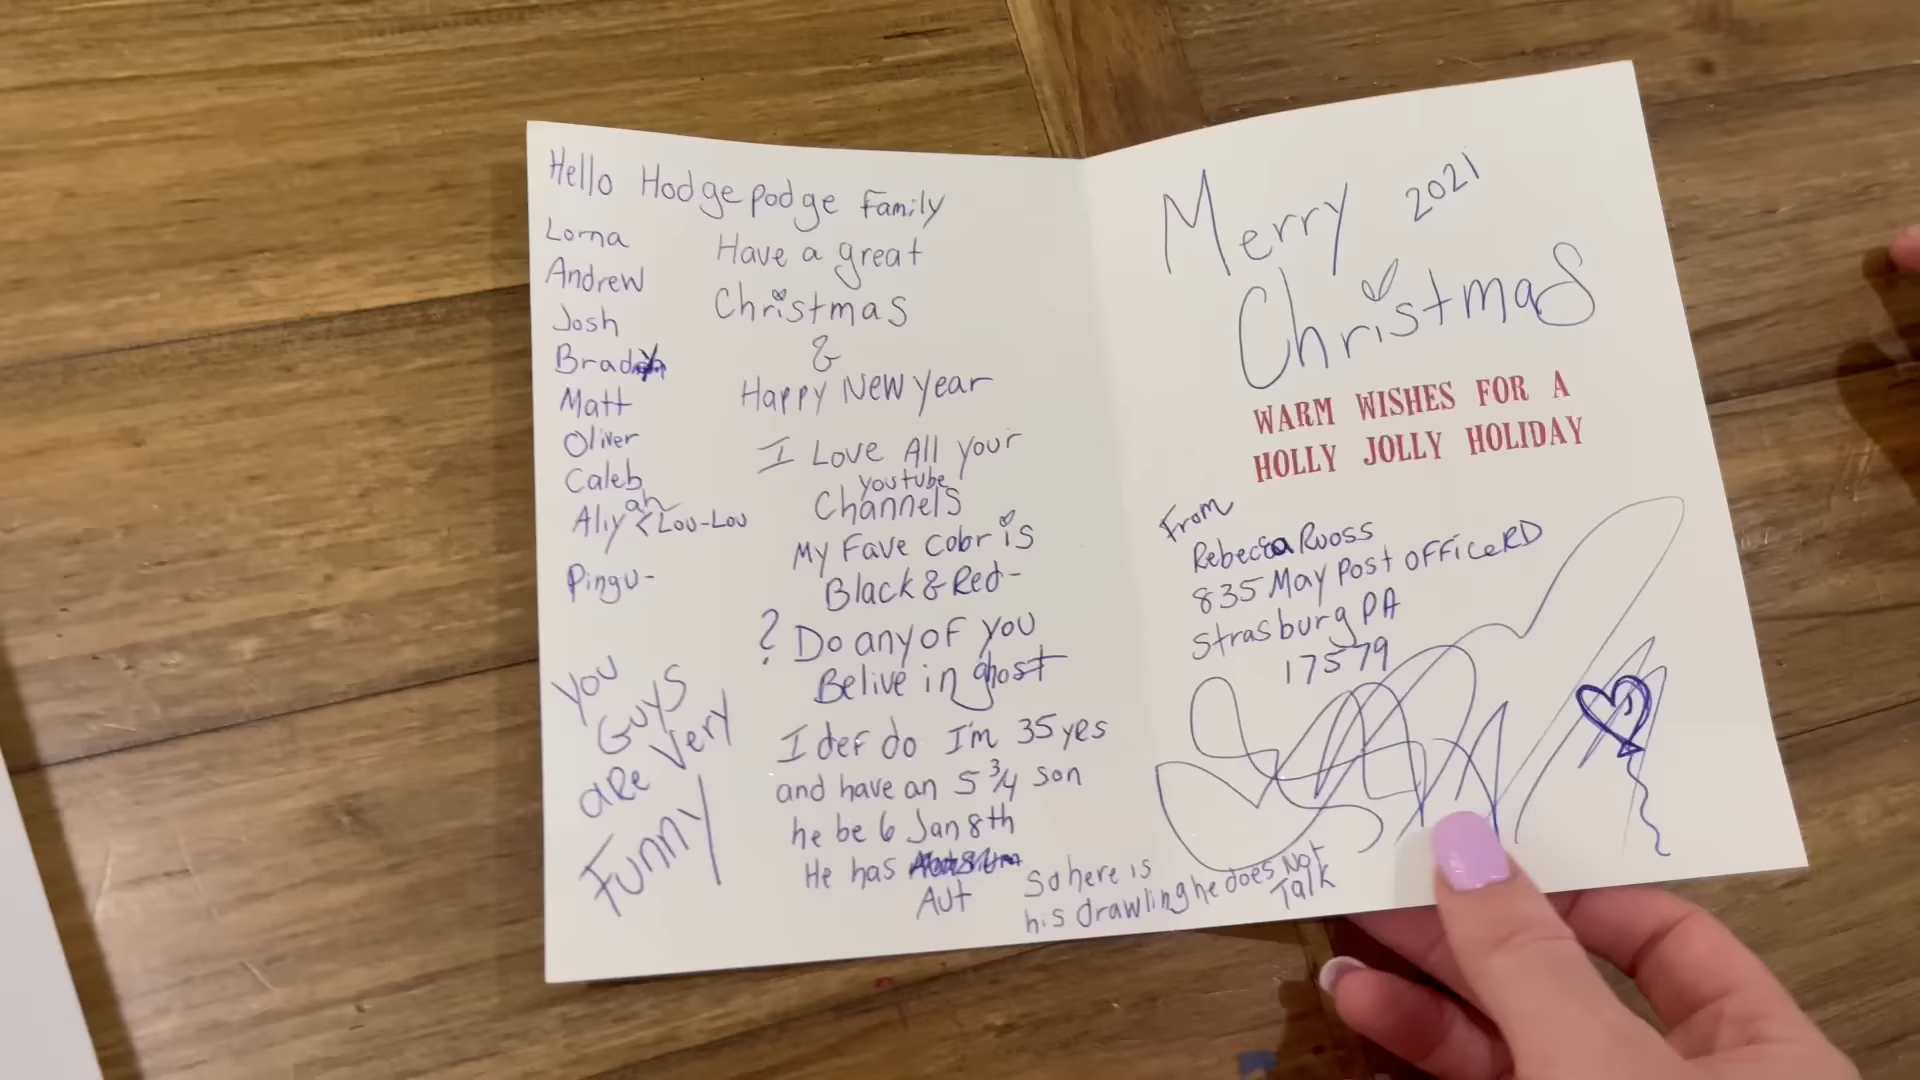 Hello Hodgepodge Family
Lorna
Andrew
Josh
Brady
Matt
Oliver
Caleb
Aliyah < Lou-Lou
Pingu-
You
Guys
are Very
Funny
Have a great
Christmas
&
Happy New Year
I Love All your
youtube
Channels
My Fave cobr is
Black & Red-
? Do any of you
Belive in ghost
I def do I'm 35 yes
and have an 5 3/4 son
he be 6 Jan 8th
He has
Aut
So here is
his drawling he does Not
Talk
Merry 2021
Christmas
WARM WISHES FOR A
HOLLY JOLLY HOLIDAY
From
Rebecca Ruoss
835 May Post Office RD
Strasburg PA
17579